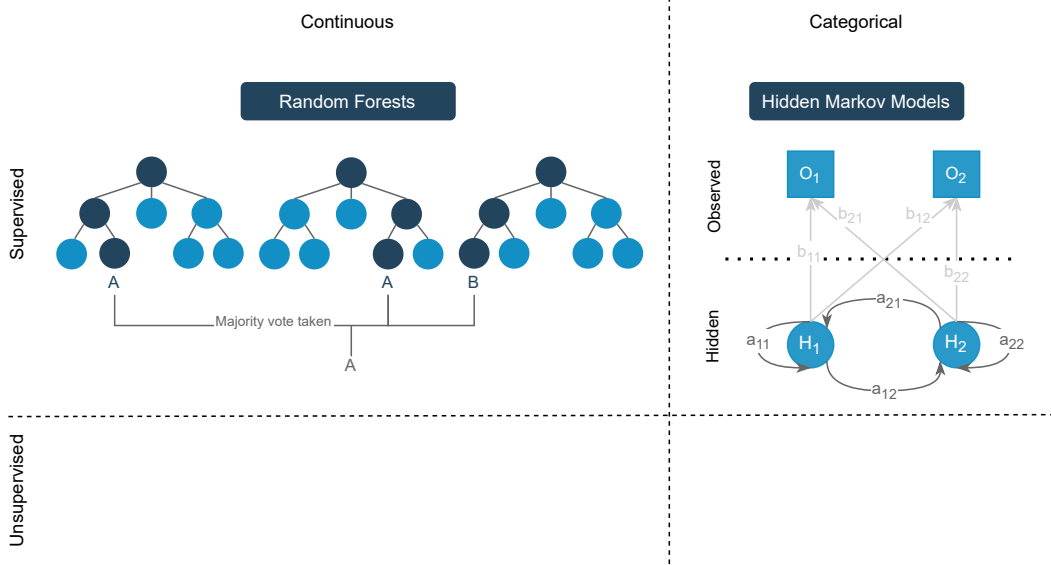 Continuous
Categorical
Random Forests
Hidden Markov Models
Supervised
Observed
O1
O2
b21
b12
b11
b22
A
A
B
Majority vote taken
A
Hidden
a21
a11
H1
H2
a22
a12
Unsupervised